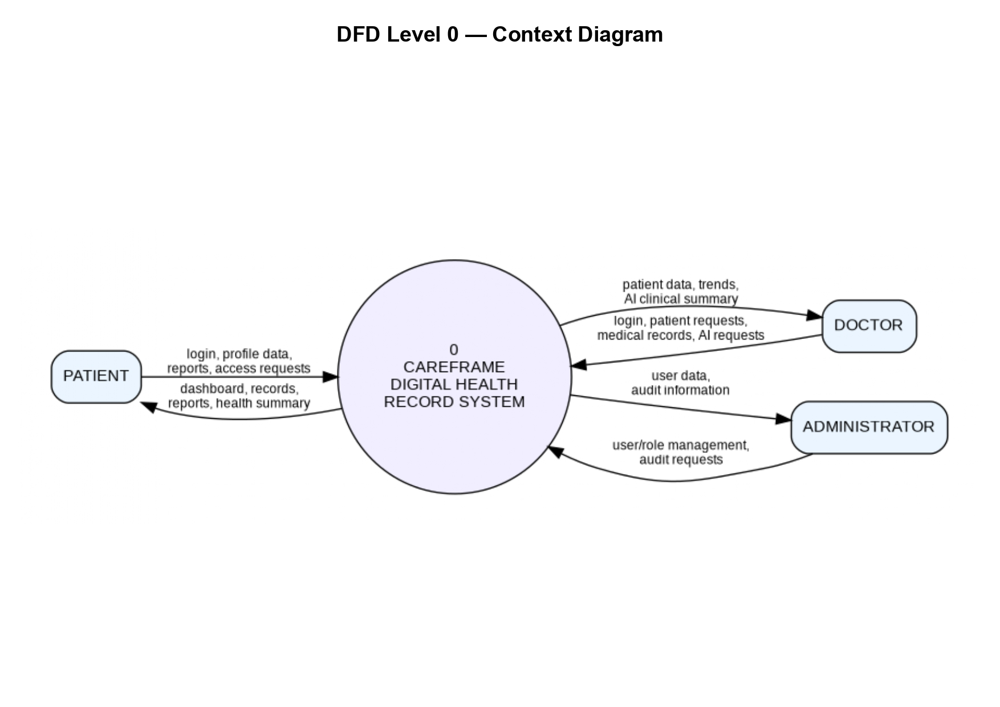 DFD Level 0 — Context Diagram
patient data, trends,
AI clinical summary
DOCTOR
login, patient requests,
medical records, AI requests
login, profile data,
reports, access requests
PATIENT
dashboard, records,
reports, health summary
0
CAREFRAME
DIGITAL HEALTH
RECORD SYSTEM
user data,
audit information
ADMINISTRATOR
user/role management,
audit requests